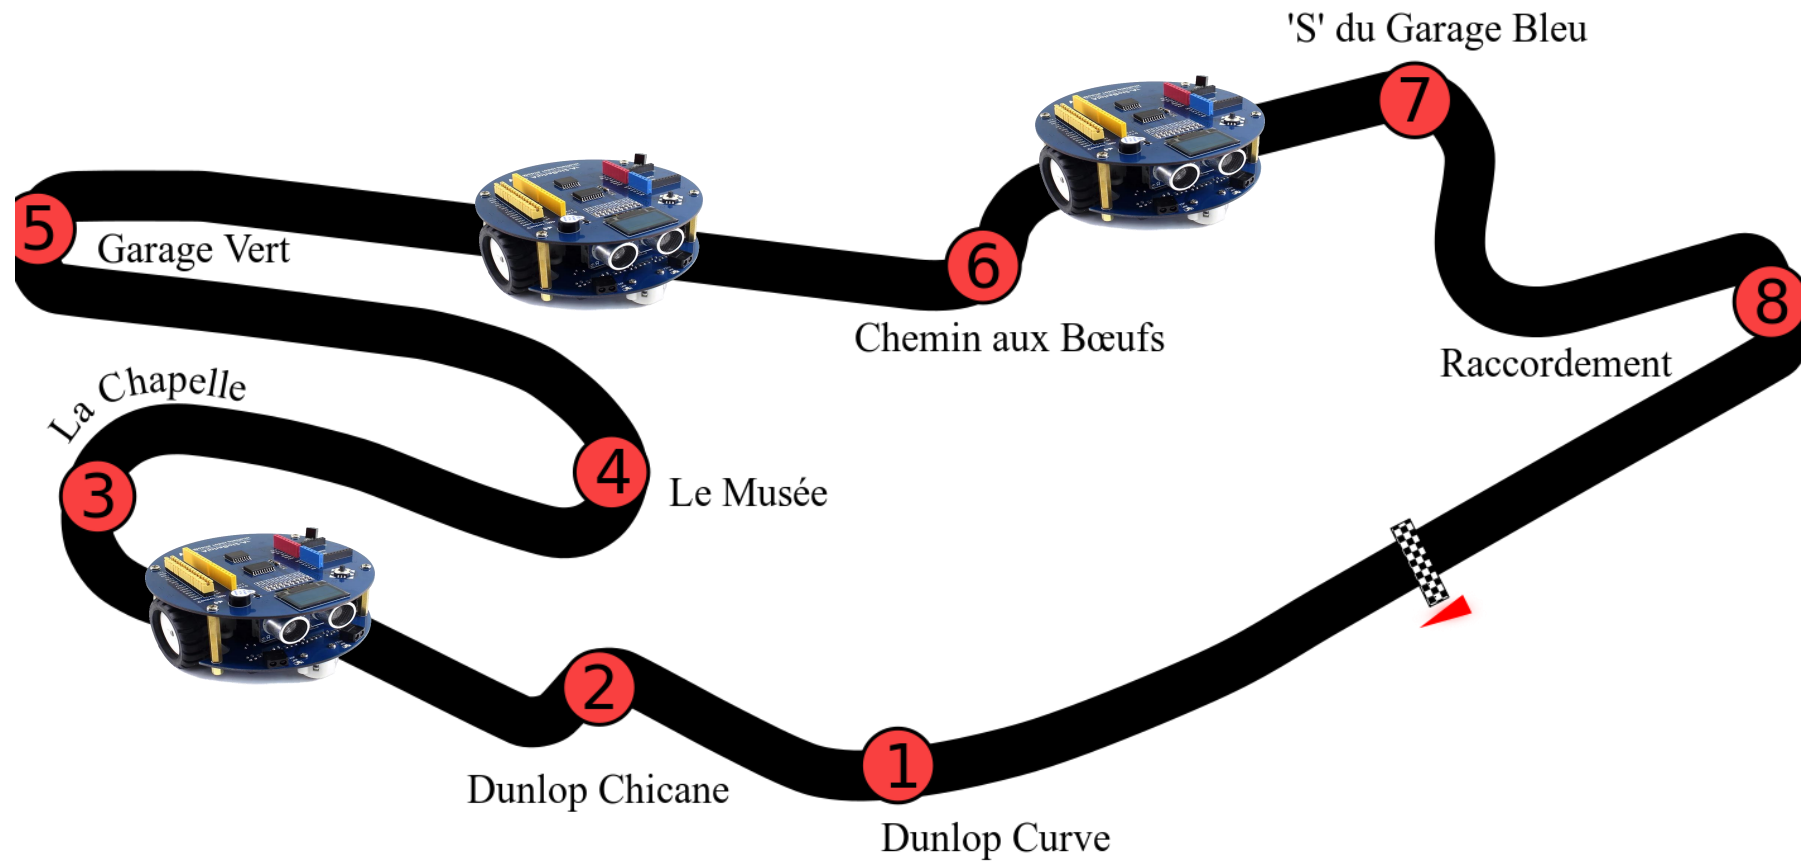 'S' du Garage Bleu
7
5
Garage Vert
6
8
Chemin aux Bœufs
Raccordement
La Chapelle
4
3
Le Musée
2
1
Dunlop Chicane
Dunlop Curve